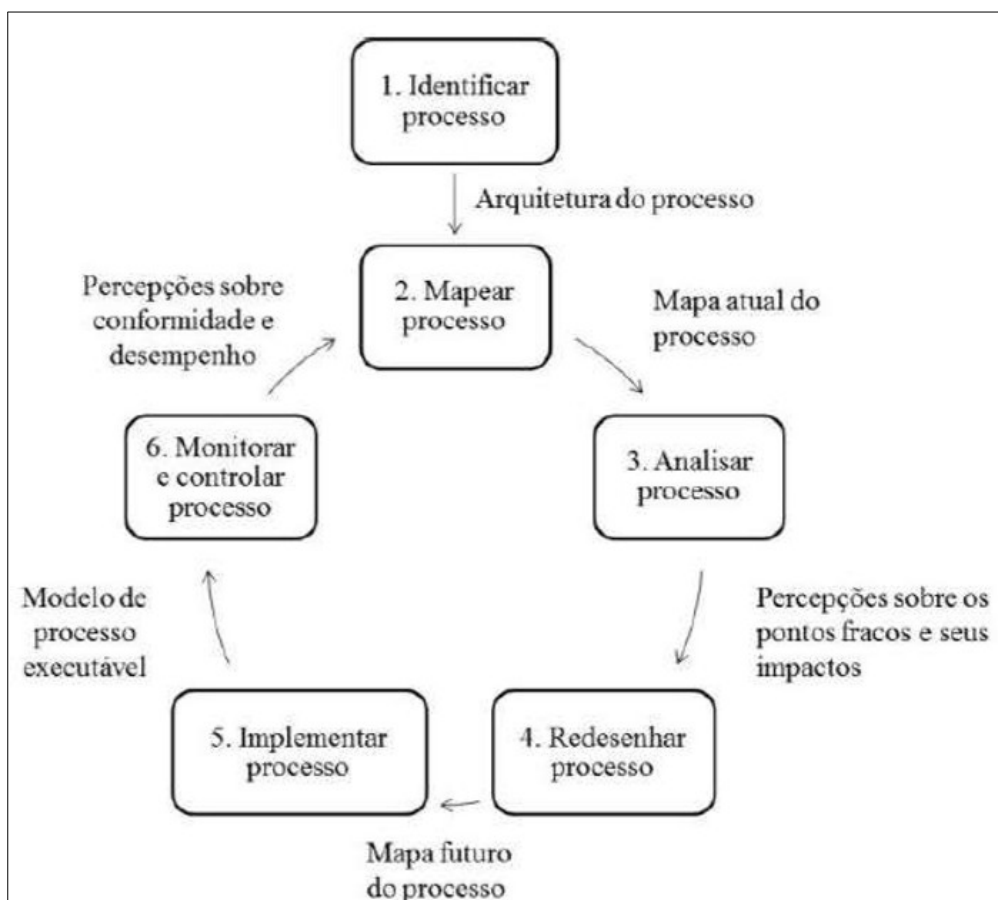 1. Identificar
processo
Arquitetura do processo
2. Mapear
processo
Mapa atual do
processo
3. Analisar
processo
Percepções sobre os
pontos fracos e seus
impactos
4. Redesenhar
processo
Mapa futuro
do processo
5. Implementar
processo
Modelo de
processo
executável
6. Monitorar
e controlar
processo
Percepções sobre
conformidade e
desempenho